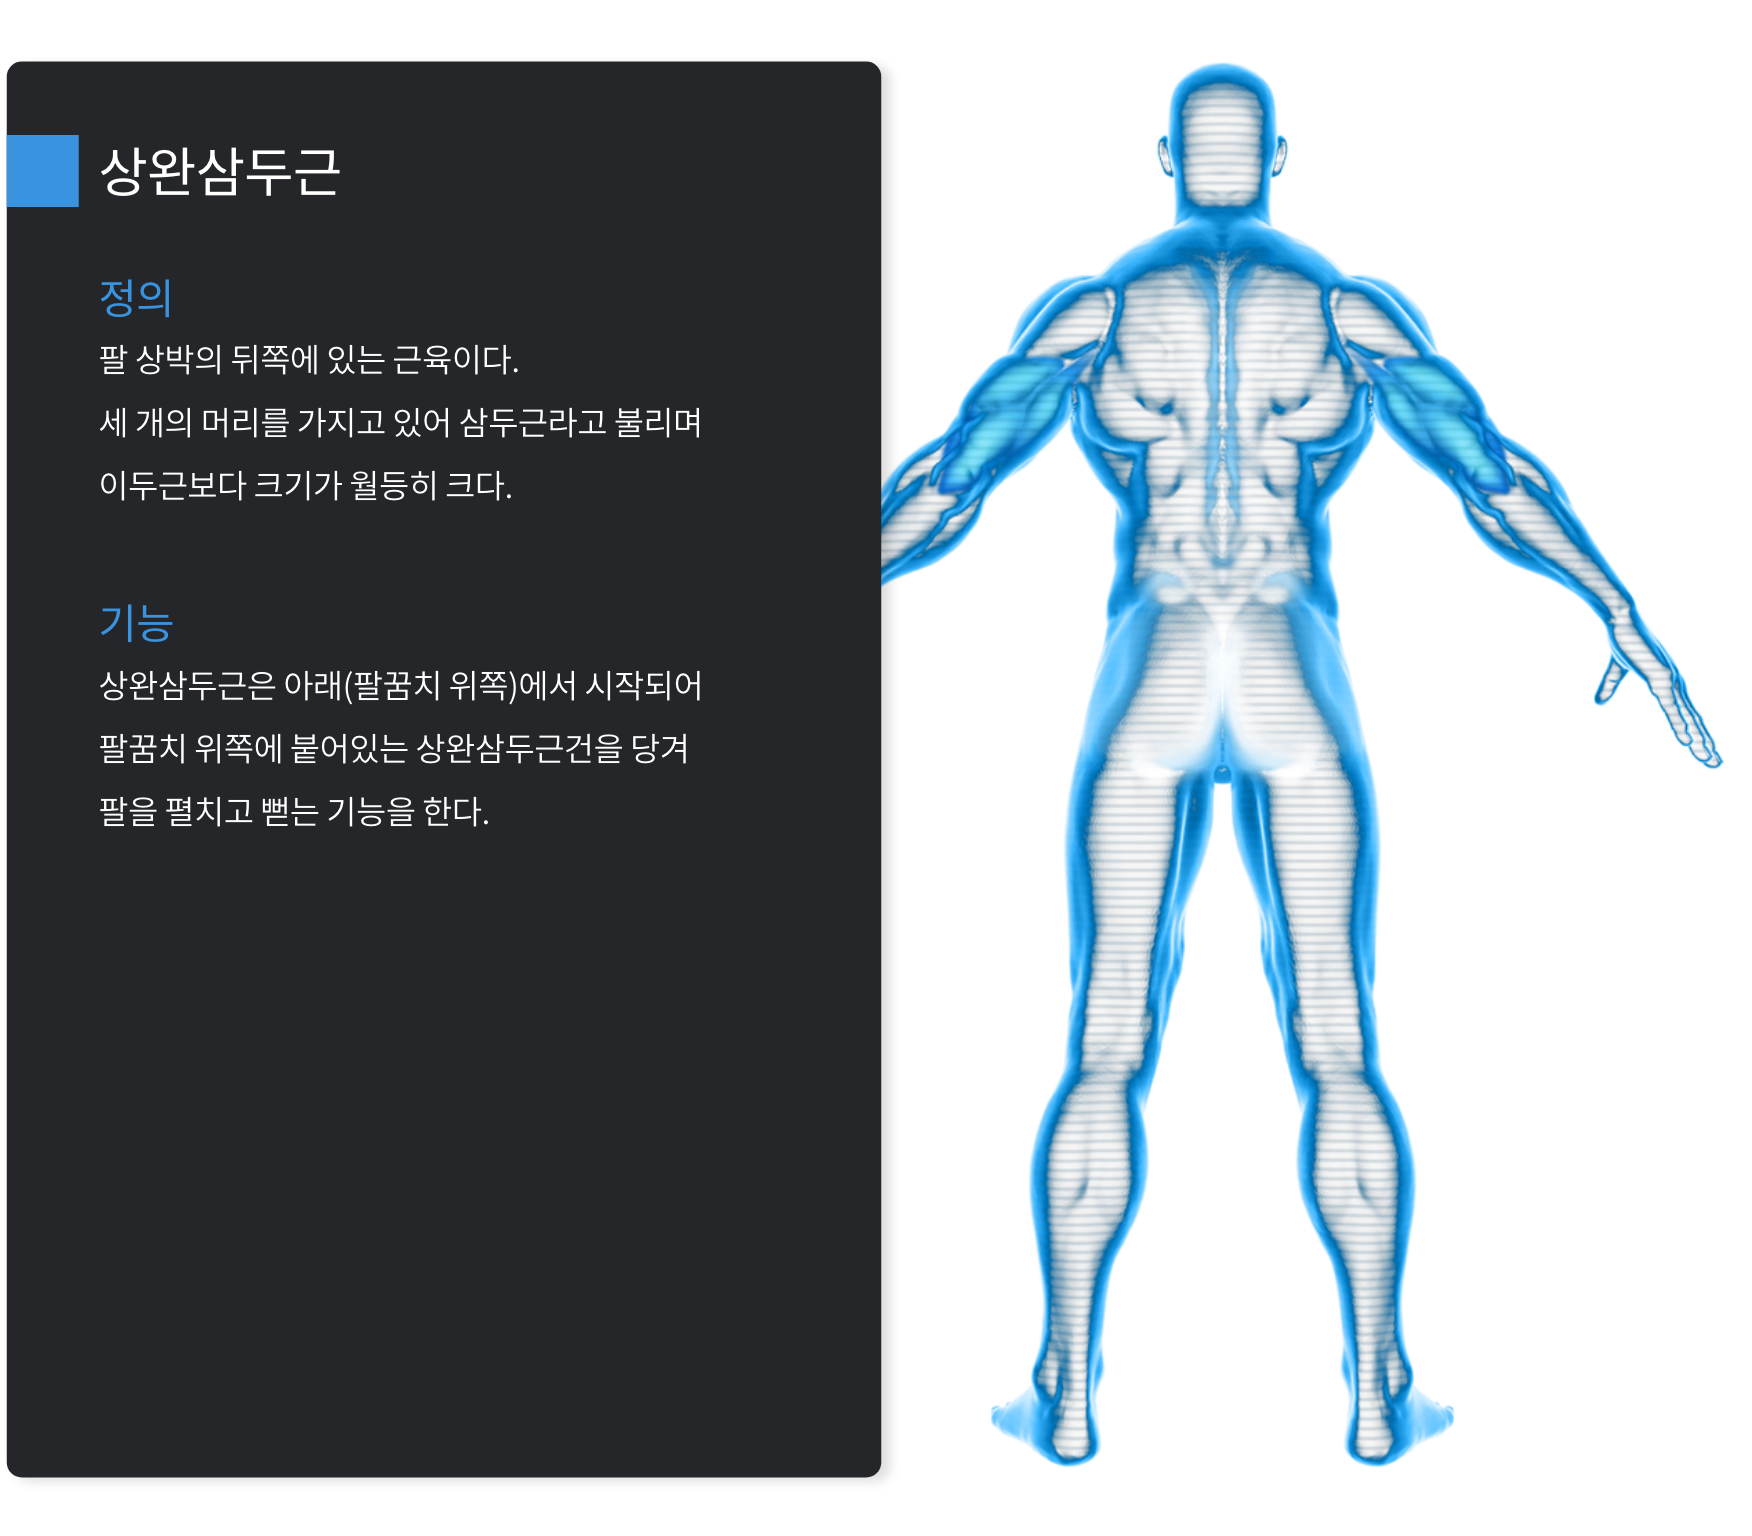 상완삼두근
정의
팔 상박의 뒤쪽에 있는 근육이다.
세 개의 머리를 가지고 있어 삼두근라고 불리며
이두근보다 크기가 월등히 크다.
기능
상완삼두근은 아래(팔꿈치 위쪽)에서 시작되어
팔꿈치 위쪽에 붙어있는 상완삼두근건을 당겨
팔을 펼치고 뻗는 기능을 한다.